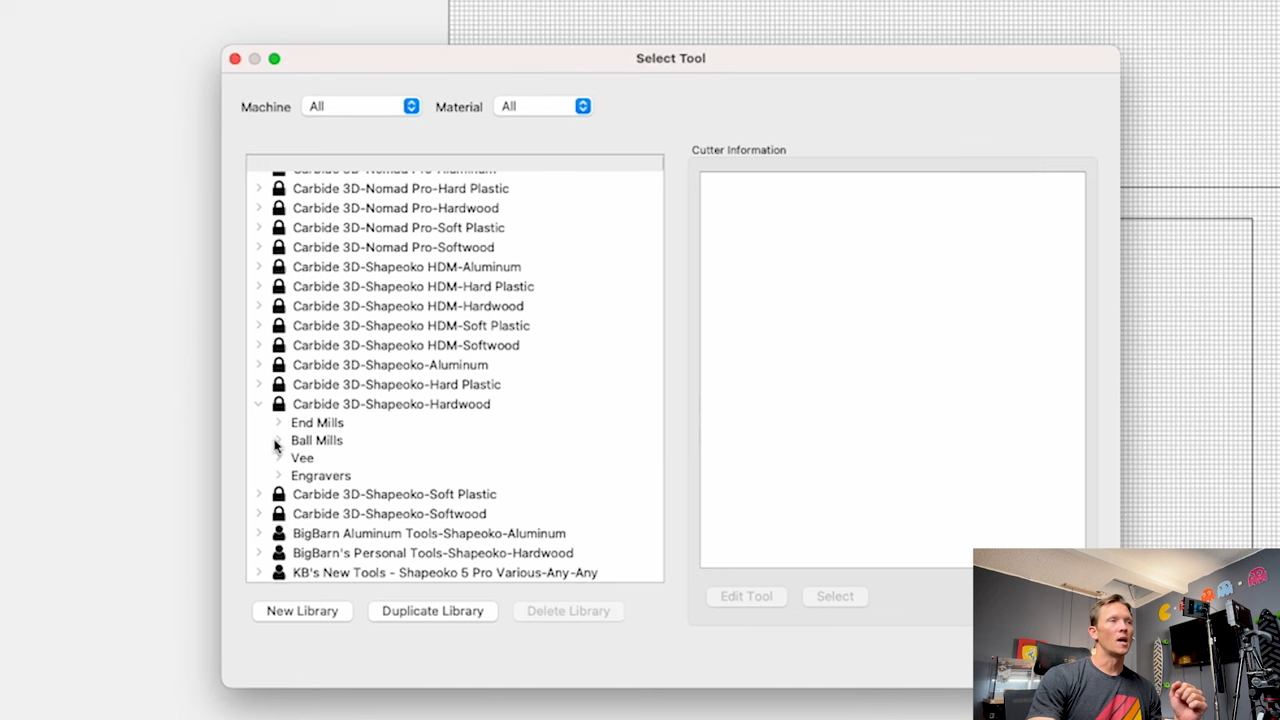 Select Tool
Machine All Material All
Cutter Information
Carbide 3D-Nomad Pro-Aluminum
Carbide 3D-Nomad Pro-Hard Plastic
Carbide 3D-Nomad Pro-Hardwood
Carbide 3D-Nomad Pro-Soft Plastic
Carbide 3D-Nomad Pro-Softwood
Carbide 3D-Shapeoko HDM-Aluminum
Carbide 3D-Shapeoko HDM-Hard Plastic
Carbide 3D-Shapeoko HDM-Hardwood
Carbide 3D-Shapeoko HDM-Soft Plastic
Carbide 3D-Shapeoko HDM-Softwood
Carbide 3D-Shapeoko-Aluminum
Carbide 3D-Shapeoko-Hard Plastic
Carbide 3D-Shapeoko-Hardwood
End Mills
Ball Mills
Vee
Engravers
Carbide 3D-Shapeoko-Soft Plastic
Carbide 3D-Shapeoko-Softwood
BigBarn Aluminum Tools-Shapeoko-Aluminum
BigBarn's Personal Tools-Shapeoko-Hardwood
KB's New Tools - Shapeoko 5 Pro Various-Any-Any
Edit Tool Select
New Library Duplicate Library Delete Library